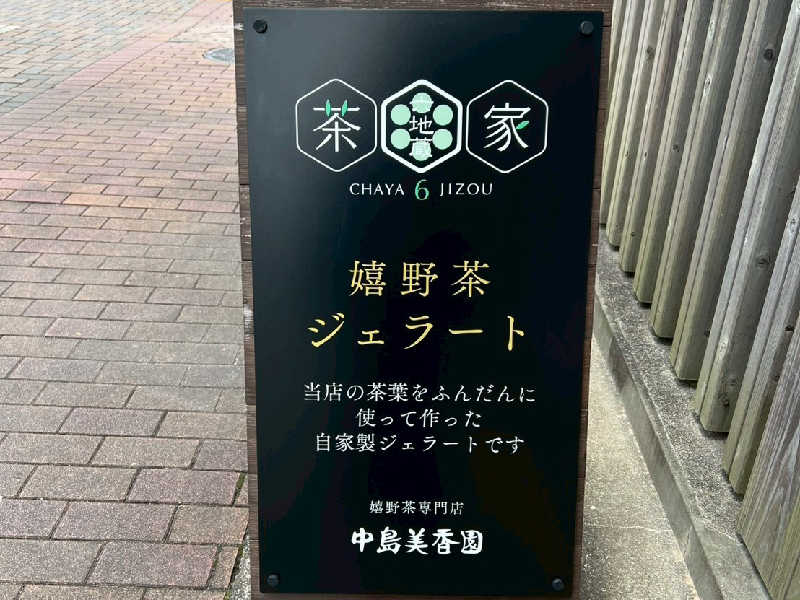 茶 地蔵 家
CHAYA 6 JIZOU
嬉野茶
ジェラート
当店の茶葉をふんだんに
使って作った
自家製ジェラートです
嬉野茶専門店
中島美香園